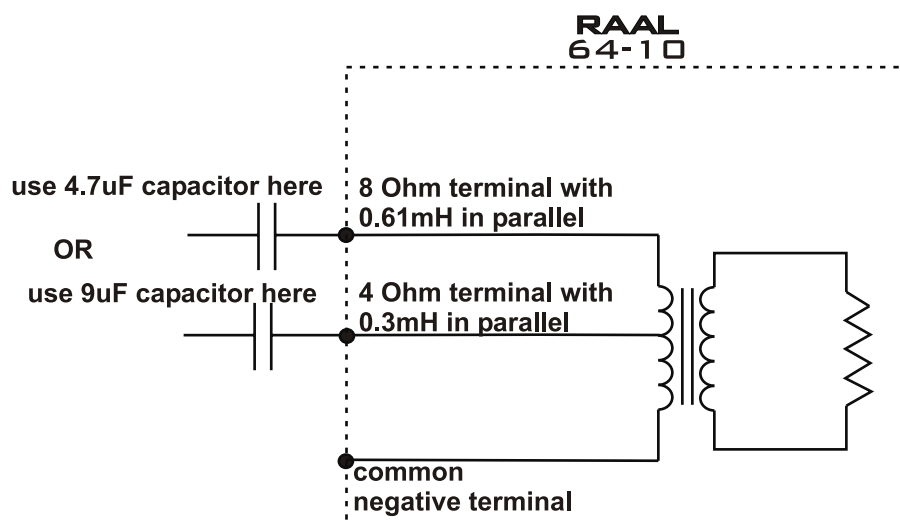 RAAL
64-10
use 4.7uF capacitor here
8 Ohm terminal with
0.61mH in parallel
OR
use 9uF capacitor here
4 Ohm terminal with
0.3mH in parallel
common
negative terminal